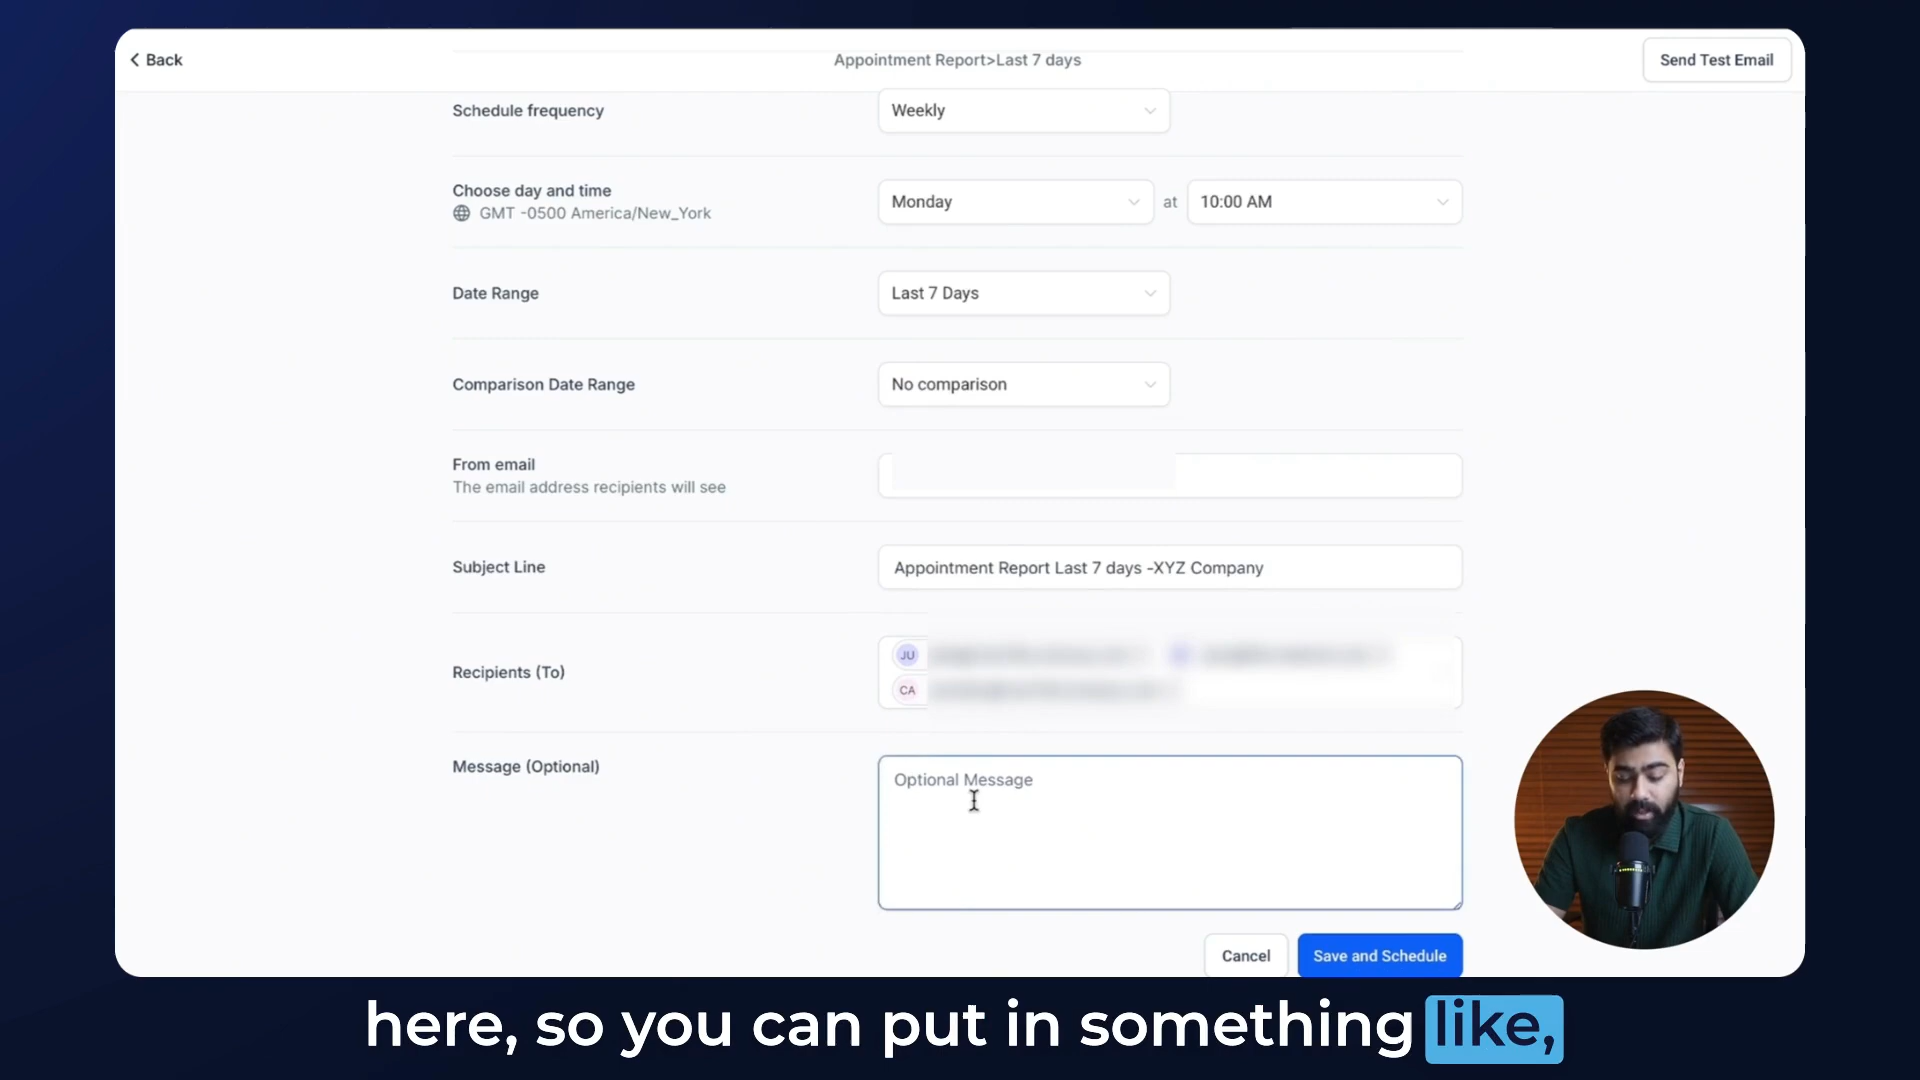 Back
Appointment Report>Last 7 days
Send Test Email
Schedule frequency
Weekly
Choose day and time
GMT -0500 America/New_York
Monday
at
10:00 AM
Date Range
Last 7 Days
Comparison Date Range
No comparison
From email
The email address recipients will see
Subject Line
Appointment Report Last 7 days -XYZ Company
Recipients (To)
JU
CA
Message (Optional)
Optional Message
Cancel
Save and Schedule
here, so you can put in something like,